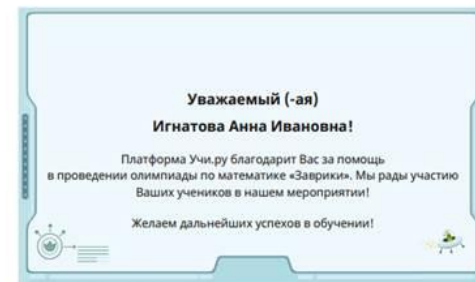 Уважаемый (-ая)
Игнатова Анна Ивановна!
Платформа Учи.ру благодарит Вас за помощь
в проведении олимпиады по математике «Заврики». Мы рады участию
Ваших учеников в нашем мероприятии!
Желаем дальнейших успехов в обучении!